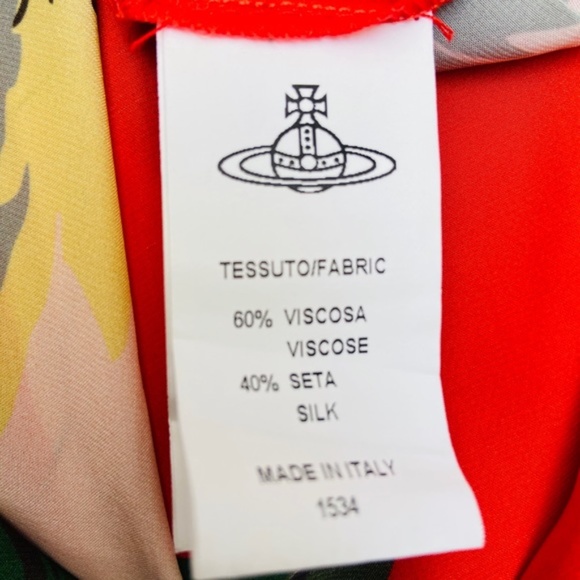 TESSUTO/FABRIC
60% VISCOSA
VISCOSE
40% SETA
SILK
MADE IN ITALY
1534